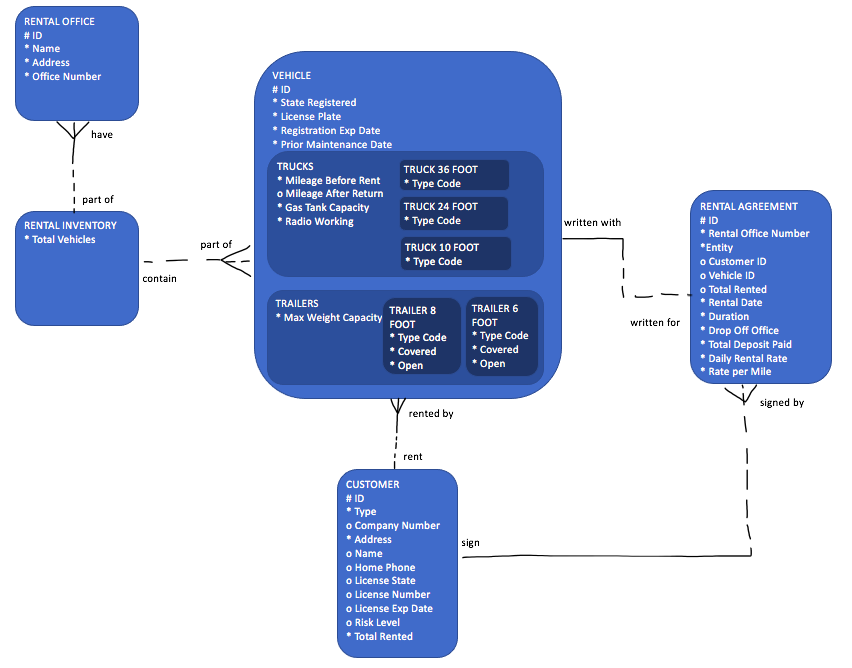 RENTAL OFFICE
# ID
* Name
* Address
* Office Number
have
part of
RENTAL INVENTORY
* Total Vehicles
contain
part of
VEHICLE
# ID
* State Registered
* License Plate
* Registration Exp Date
* Prior Maintenance Date
TRUCKS
* Mileage Before Rent
o Mileage After Return
* Gas Tank Capacity
* Radio Working
TRUCK 36 FOOT
* Type Code
TRUCK 24 FOOT
* Type Code
TRUCK 10 FOOT
* Type Code
TRAILERS
* Max Weight Capacity
TRAILER 8
FOOT
* Type Code
* Covered
* Open
TRAILER 6
FOOT
* Type Code
* Covered
* Open
written with
written for
RENTAL AGREEMENT
# ID
* Rental Office Number
*Entity
o Customer ID
o Vehicle ID
o Total Rented
* Rental Date
* Duration
* Drop Off Office
* Total Deposit Paid
* Daily Rental Rate
* Rate per Mile
signed by
rented by
rent
CUSTOMER
# ID
* Type
o Company Number
* Address
o Name
o Home Phone
o License State
o License Number
o License Exp Date
o Risk Level
* Total Rented
sign